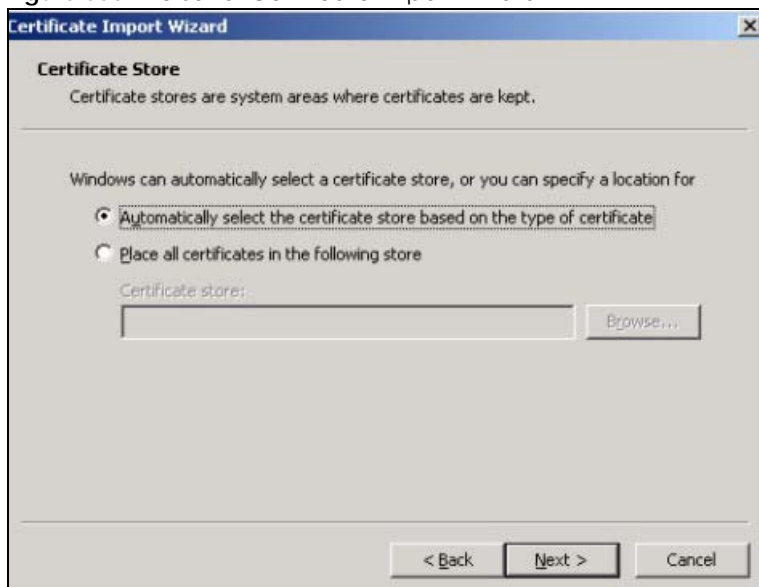 Certificate Import Wizard
Certificate Store
Certificate stores are system areas where certificates are kept.
Windows can automatically select a certificate store, or you can specify a location for
Automatically select the certificate store based on the type of certificate
Place all certificates in the following store
Certificate store:
Browse...
< Back
Next >
Cancel